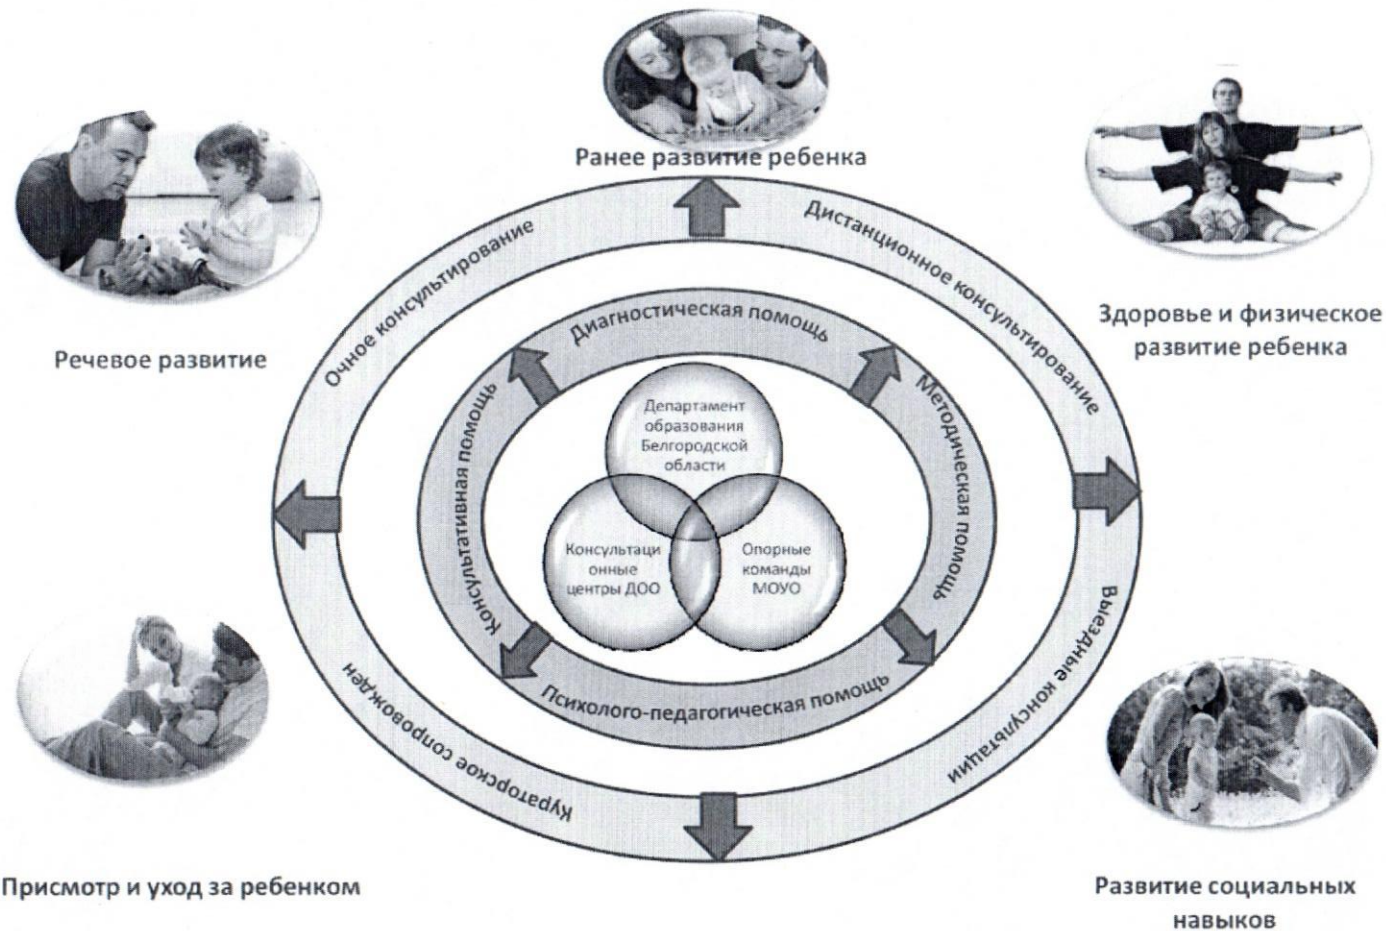 Ранее развитие ребенка
Речевое развитие
Здоровье и физическое
развитие ребенка
Очное консультирование
Дистанционное консультирование
Диагностическая помощь
Методическая помощь
Консультативная помощь
Психолого-педагогическая помощь
Департамент
образования
Белгородской
области
Консультаци
онные
центры ДОО
Опорные
команды
МОУО
Выездные консультации
Кураторское сопровожден
Присмотр и уход за ребенком
Развитие социальных
навыков